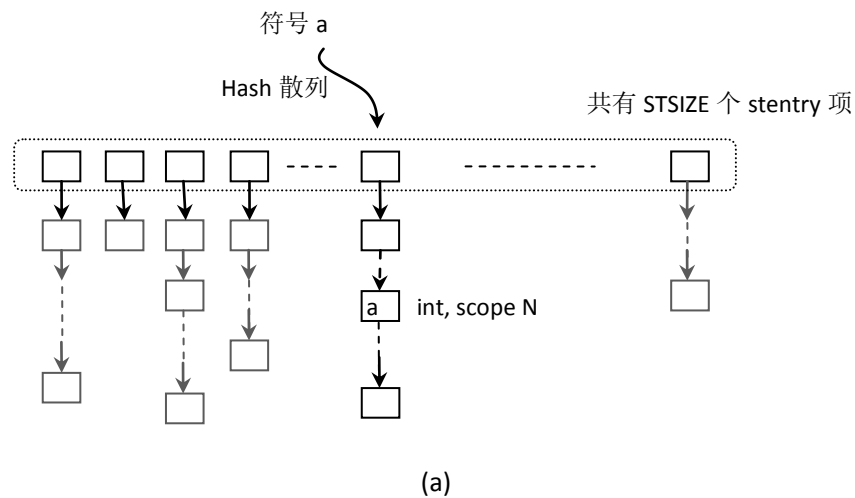 符号 a
Hash 散列
共有 STSIZE 个 stentry 项
a
int, scope N
(a)